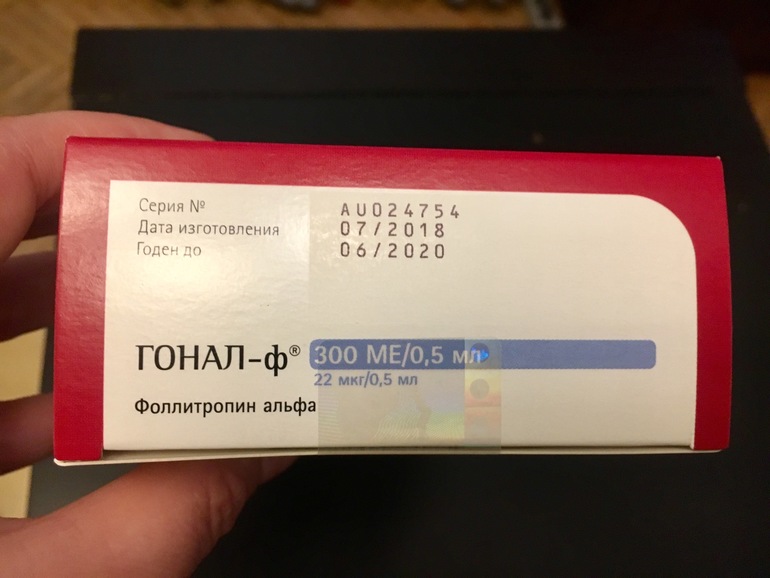 Серия № AU024754
Дата изготовления 07/2018
Годен до 06/2020
ГОНАЛ-ф® 300 МЕ/0,5 мл
22 мкг/0,5 мл
Фоллитропин альфа